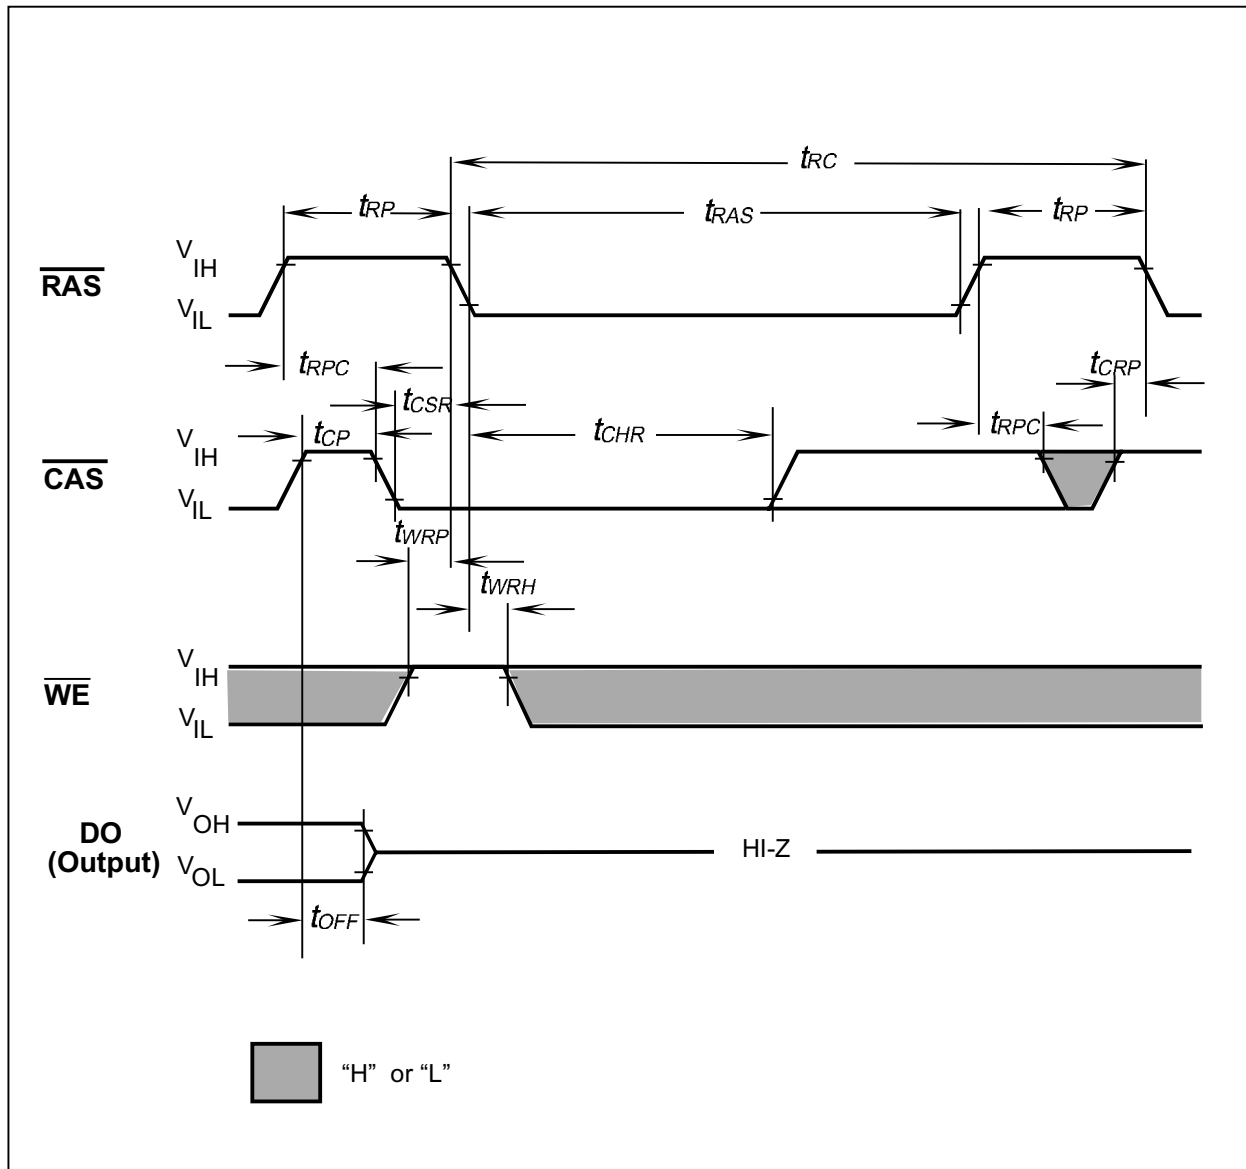 tRC
tRP
tRAS
tRP
VIH
RAS
VIL
tRPC
tCRP
tCSR
tCP
tCHR
tRPC
VIH
CAS
VIL
tWRP
tWRH
VIH
WE
VIL
VOH
DO
(Output)
HI-Z
VOL
tOFF
“H” or “L”